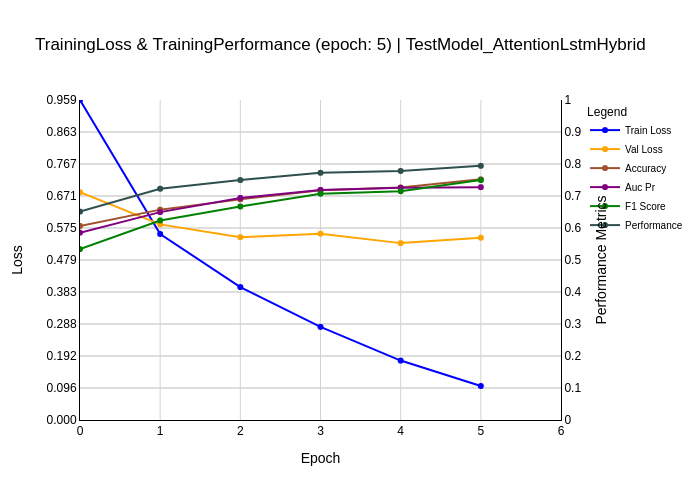 TrainingLoss & TrainingPerformance (epoch: 5) | TestModel_AttentionLstmHybrid
0.959
0.863
0.767
0.671
0.575
0.479
0.383
0.288
0.192
0.096
0.000
Loss
0 1 2 3 4 5 6
Epoch
1
0.9
0.8
0.7
0.6
0.5
0.4
0.3
0.2
0.1
0
Performance Metrics
Legend
Train Loss
Val Loss
Accuracy
Auc Pr
F1 Score
Performance